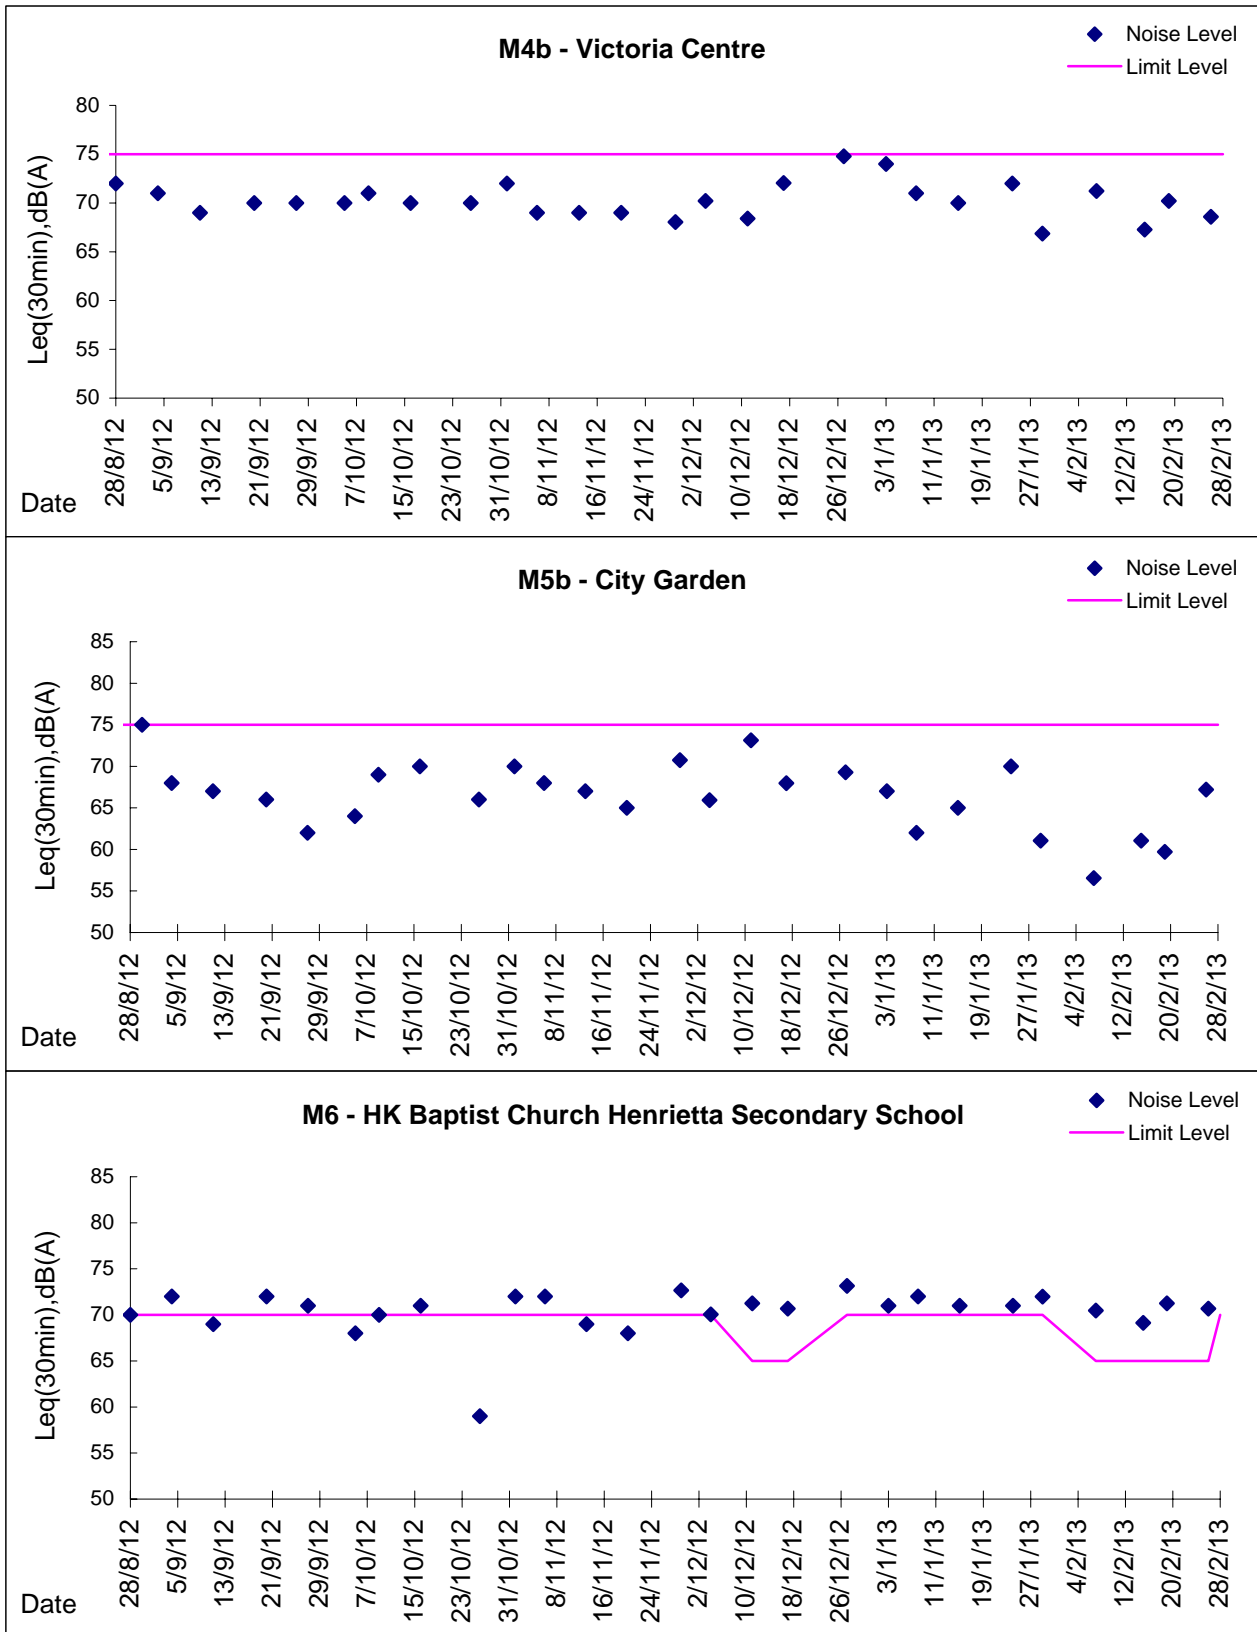 M4b - Victoria Centre
Noise Level
Limit Level
Leq(30min),dB(A)
80
75
70
65
60
55
50
28/8/12 5/9/12 13/9/12 21/9/12 29/9/12 7/10/12 15/10/12 23/10/12 31/10/12 8/11/12 16/11/12 24/11/12 2/12/12 10/12/12 18/12/12 26/12/12 3/1/13 11/1/13 19/1/13 27/1/13 4/2/13 12/2/13 20/2/13 28/2/13
Date
M5b - City Garden
Noise Level
Limit Level
Leq(30min),dB(A)
85
80
75
70
65
60
55
50
28/8/12 5/9/12 13/9/12 21/9/12 29/9/12 7/10/12 15/10/12 23/10/12 31/10/12 8/11/12 16/11/12 24/11/12 2/12/12 10/12/12 18/12/12 26/12/12 3/1/13 11/1/13 19/1/13 27/1/13 4/2/13 12/2/13 20/2/13 28/2/13
Date
M6 - HK Baptist Church Henrietta Secondary School
Noise Level
Limit Level
Leq(30min),dB(A)
85
80
75
70
65
60
55
50
28/8/12 5/9/12 13/9/12 21/9/12 29/9/12 7/10/12 15/10/12 23/10/12 31/10/12 8/11/12 16/11/12 24/11/12 2/12/12 10/12/12 18/12/12 26/12/12 3/1/13 11/1/13 19/1/13 27/1/13 4/2/13 12/2/13 20/2/13 28/2/13
Date